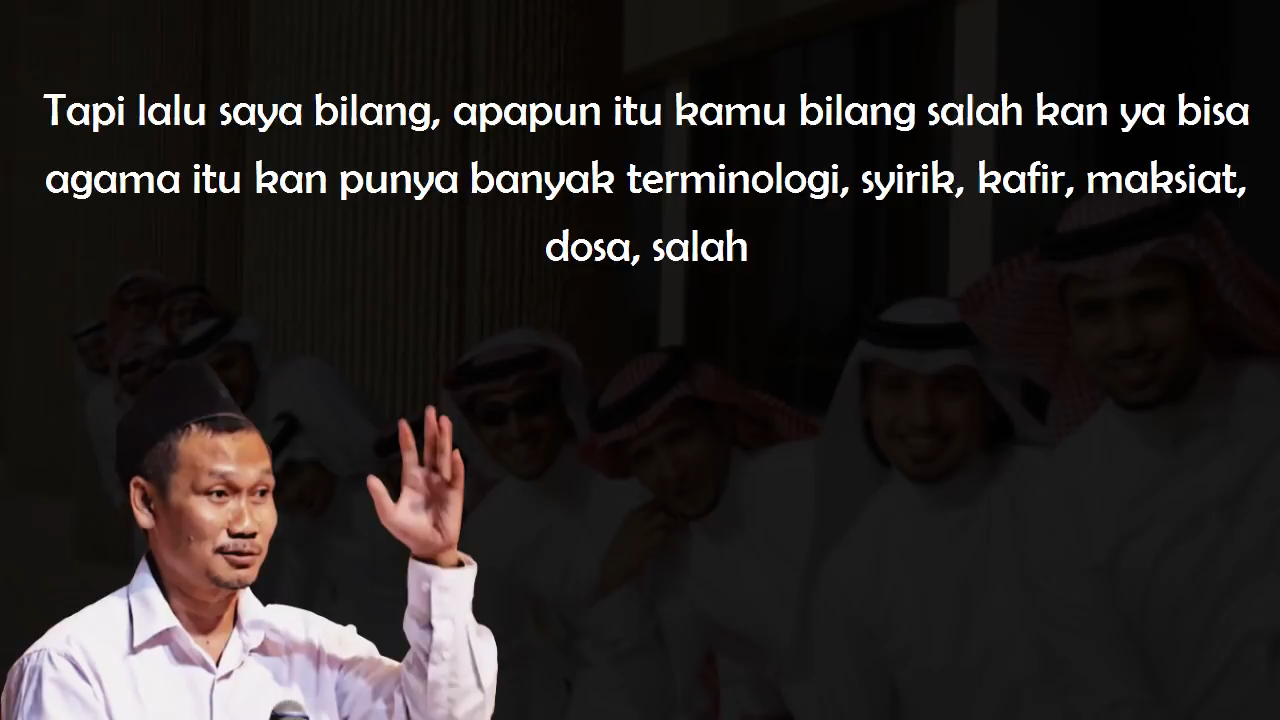 Tapi lalu saya bilang, apapun itu kamu bilang salah kan ya bisa
agama itu kan punya banyak terminologi, syirik, kafir, maksiat,
dosa, salah